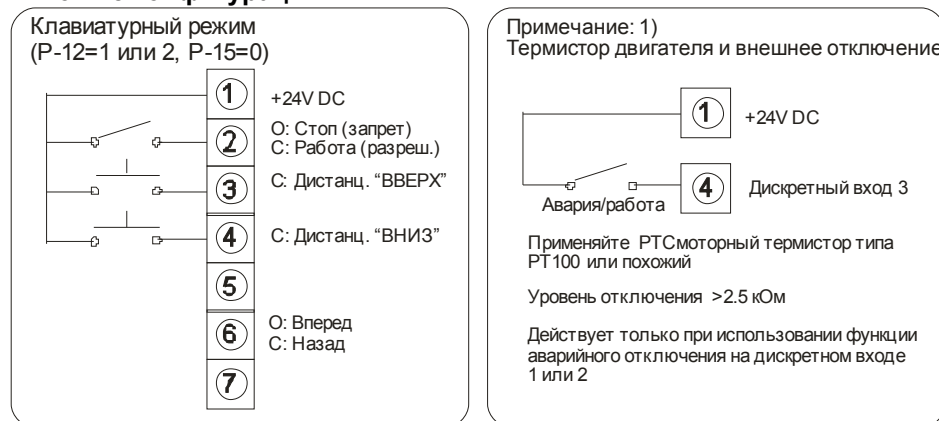 Клавиатурный режим
(P-12=1 или 2, P-15=0)
1
+24V DC
2
О: Стоп (запрет)
С: Работа (разреш.)
3
С: Дистанц. “ВВЕРХ”
4
С: Дистанц. “ВНИЗ”
5
6
О: Вперед
С: Назад
7
Примечание: 1)
Термистор двигателя и внешнее отключение
1
+24V DC
4
Дискретный вход 3
Авария/работа
Применяйте PTCмоторный термистор типа
PT100 или похожий
Уровень отключения >2.5 кОм
Действует только при использовании функции
аварийного отключения на дискретном входе
1 или 2